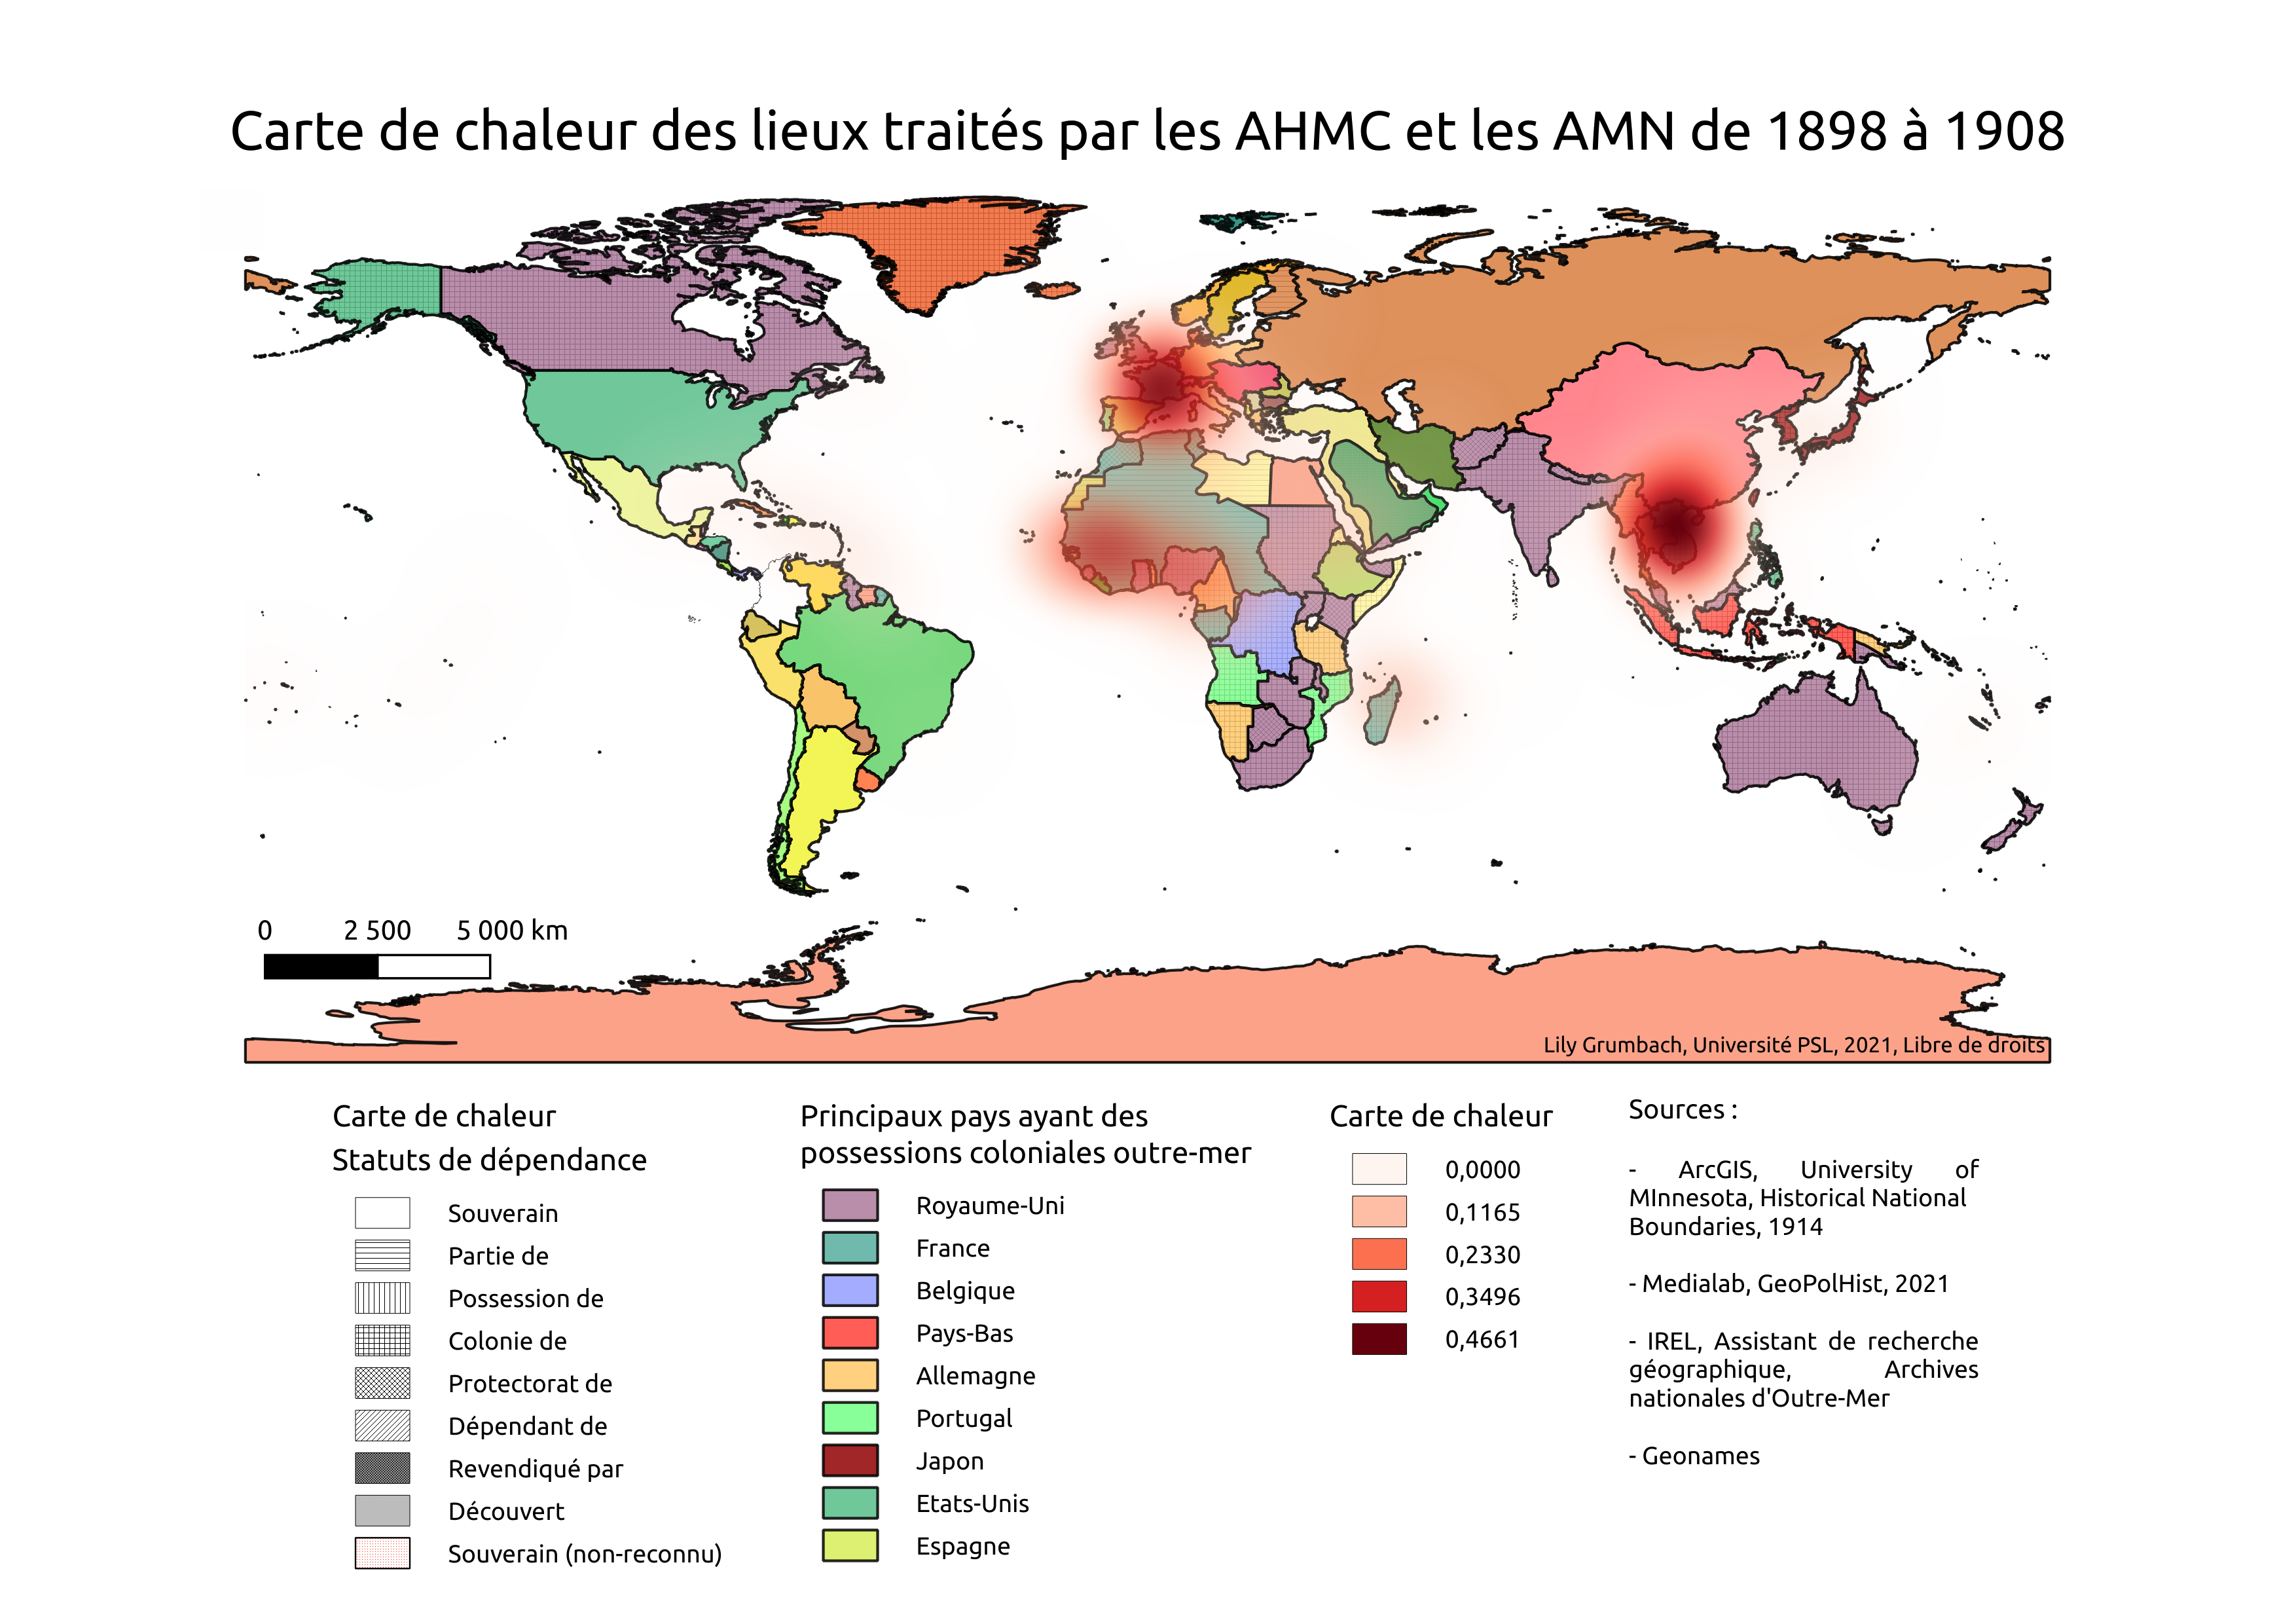 Carte de chaleur des lieux traités par les AHMC et les AMN de 1898 à 1908
0 2 500 5 000 km
Lily Grumbach, Université PSL, 2021, Libre de droits
Carte de chaleur
Statuts de dépendance
Souverain
Partie de
Possession de
Colonie de
Protectorat de
Dépendant de
Revendiqué par
Découvert
Souverain (non-reconnu)
Principaux pays ayant des
possessions coloniales outre-mer
Royaume-Uni
France
Belgique
Pays-Bas
Allemagne
Portugal
Japon
Etats-Unis
Espagne
Carte de chaleur
0,0000
0,1165
0,2330
0,3496
0,4661
Sources :
- ArcGIS, University of
MInnesota, Historical National
Boundaries, 1914
- Medialab, GeoPolHist, 2021
- IREL, Assistant de recherche
géographique, Archives
nationales d'Outre-Mer
- Geonames